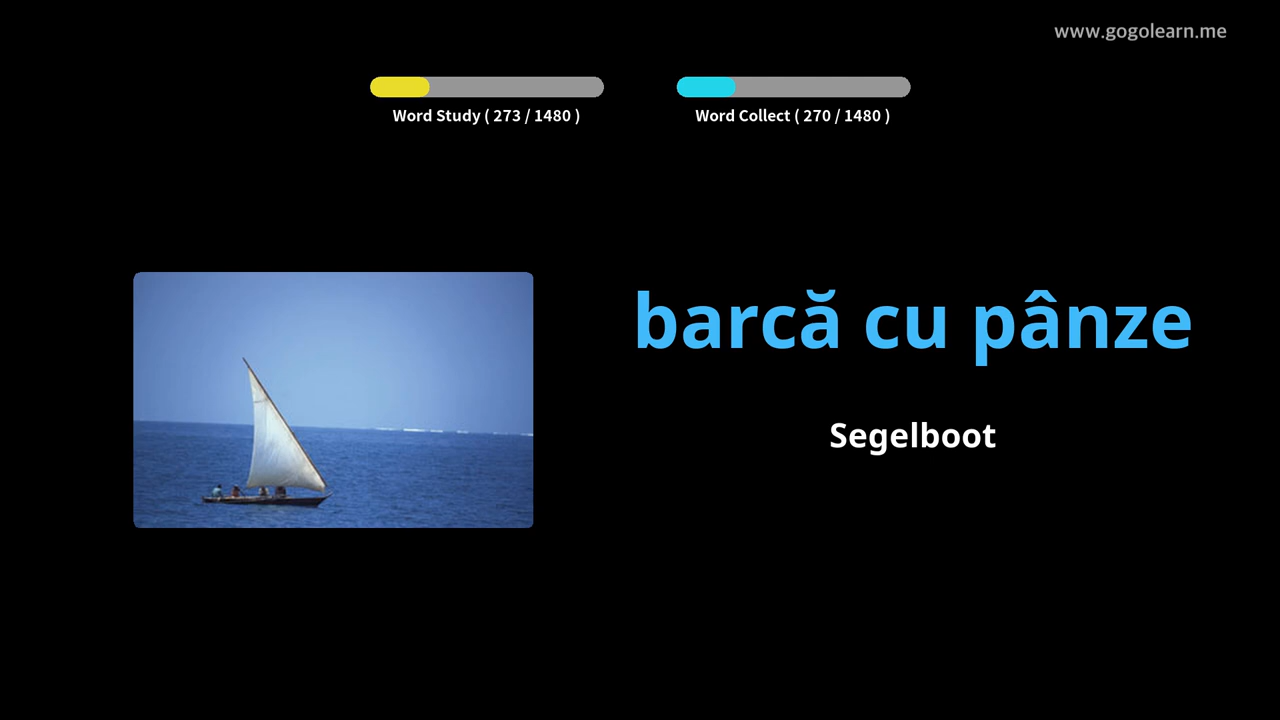 www.gogolearn.me
Word Study ( 273 / 1480 )
Word Collect ( 270 / 1480 )
barcă cu pânze
Segelboot